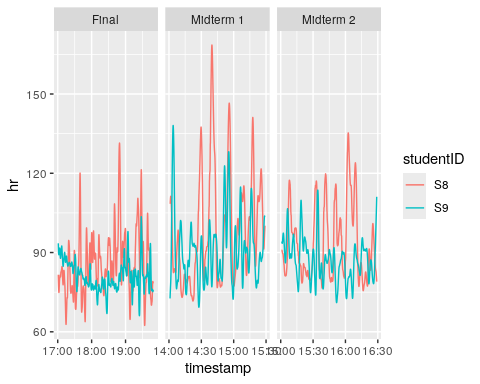 Final Midterm 1 Midterm 2
150
120
90
60
hr
17:00 18:00 19:00 14:00 14:30 15:00 15:30 15:00 15:30 16:00 16:30
timestamp
studentID
S8
S9